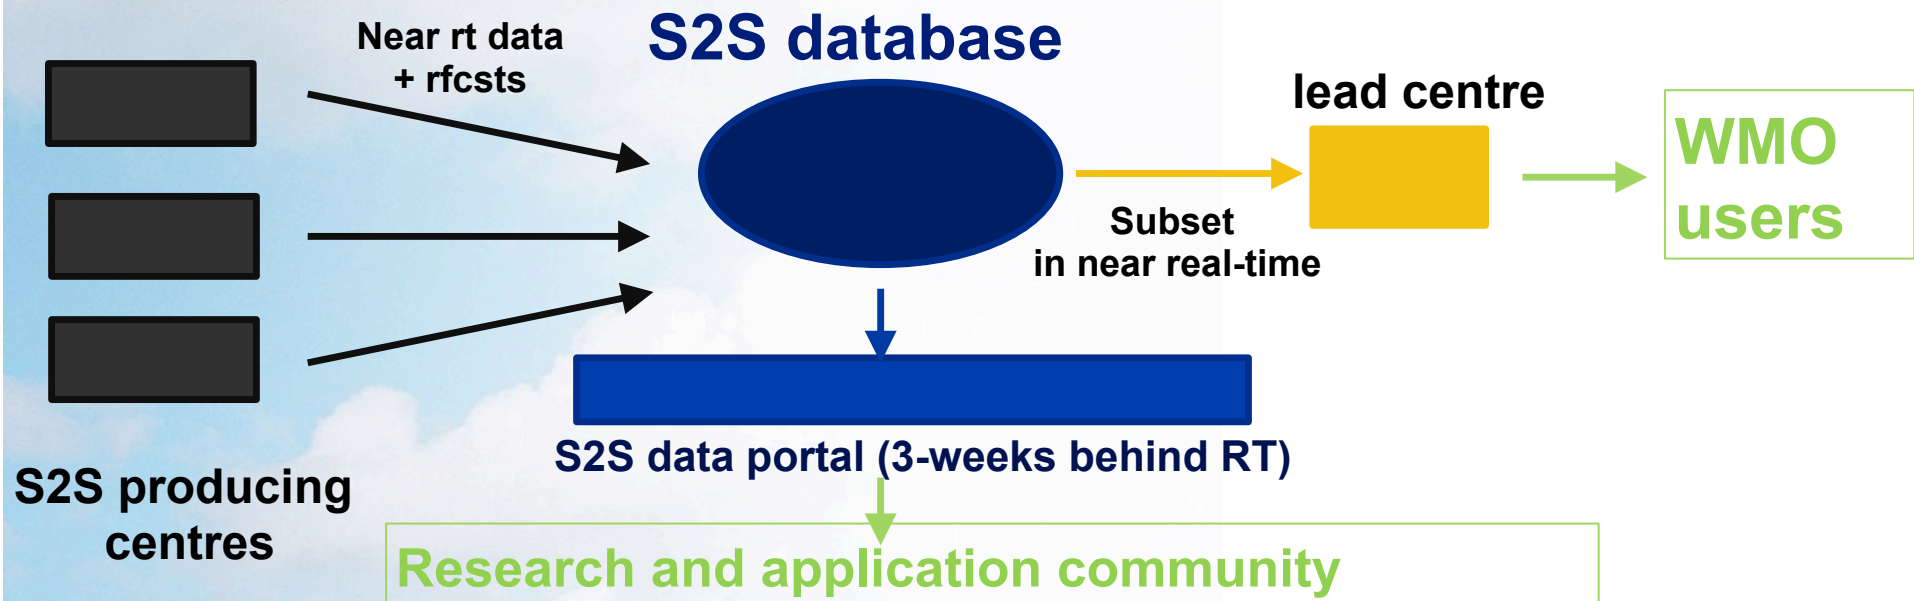 Near rt data
+ rfcsts
S2S database
lead centre
WMO
users
Subset
in near real-time
S2S data portal (3-weeks behind RT)
S2S producing
centres
Research and application community